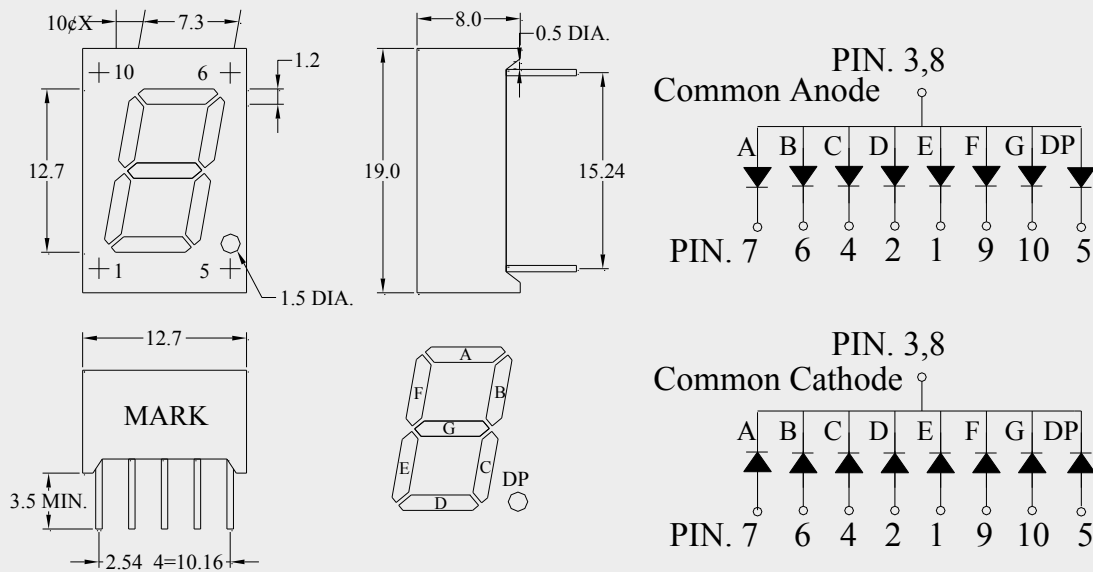 10¢X
7.3
10
6
1.2
12.7
1
5
1.5 DIA.
8.0
0.5 DIA.
19.0
15.24
PIN. 3,8
Common Anode
A B C D E F G DP
PIN. 7 6 4 2 1 9 10 5
12.7
MARK
3.5 MIN.
2.54 4=10.16
A
F
B
G
E
C
DP
D
PIN. 3,8
Common Cathode
A B C D E F G DP
PIN. 7 6 4 2 1 9 10 5